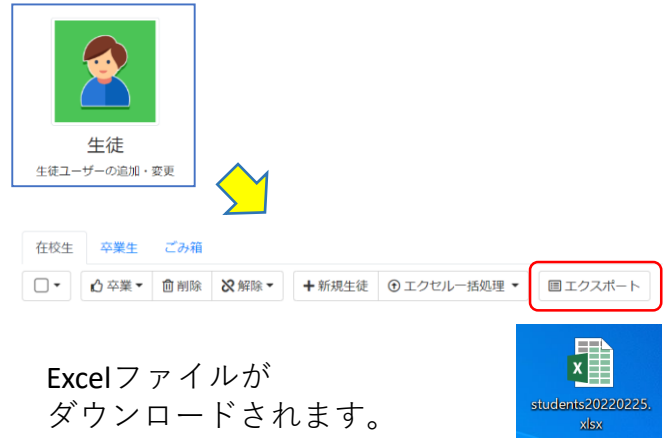 生徒
生徒ユーザーの追加・変更
在校生 卒業生 ごみ箱
卒業 削除 解除 新規生徒 エクセル一括処理 エクスポート
Excelファイルが
ダウンロードされます。
students20220225.
xlsx